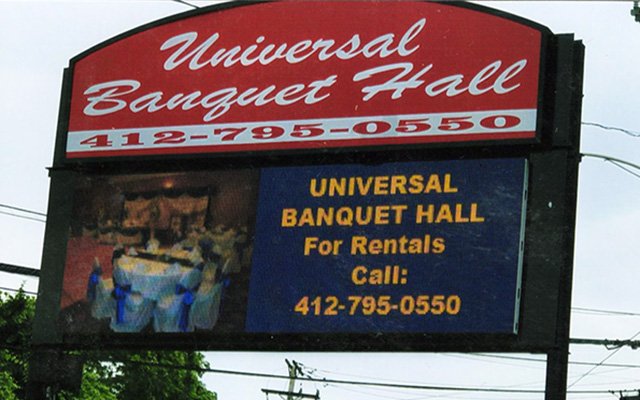 Universal
Banquet Hall
412-795-0550
UNIVERSAL
BANQUET HALL
For Rentals
Call:
412-795-0550